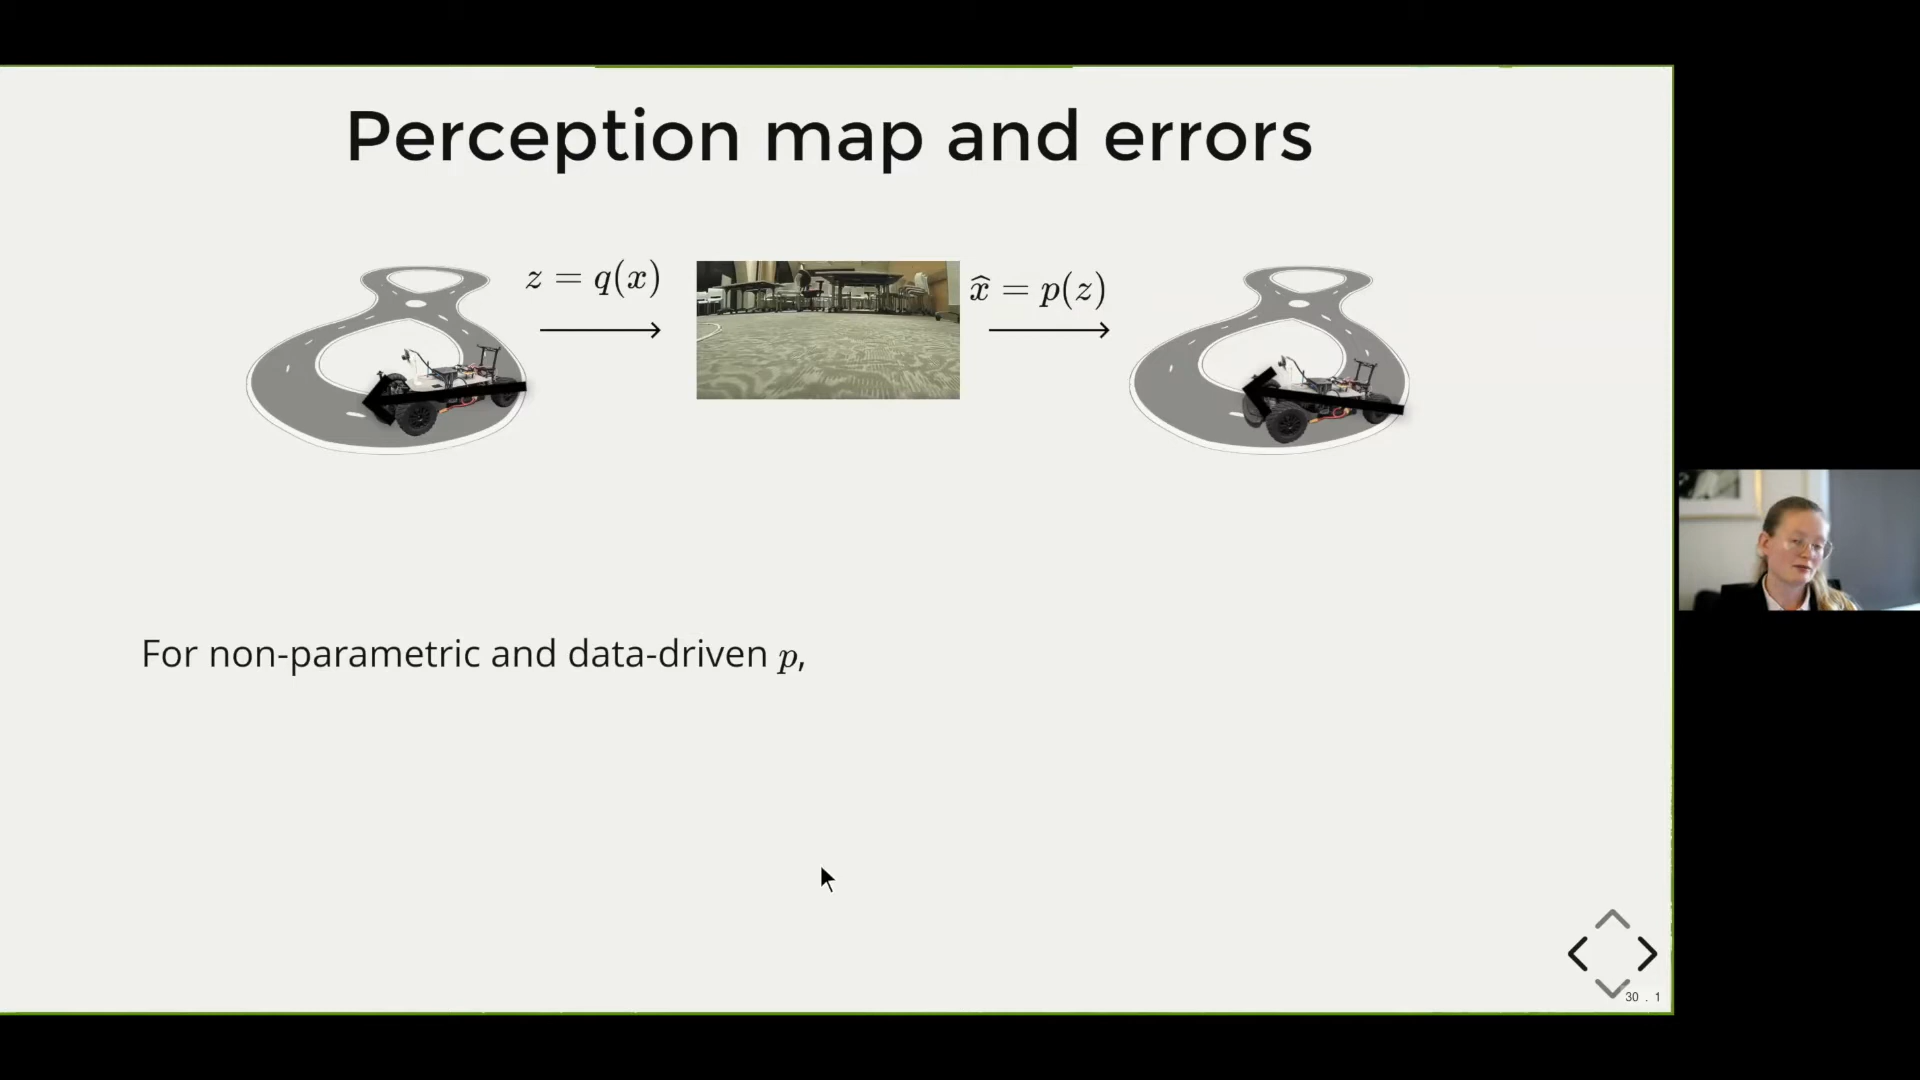 Perception map and errors
z = q(x)
x̂ = p(z)
For non-parametric and data-driven p,
30 . 1